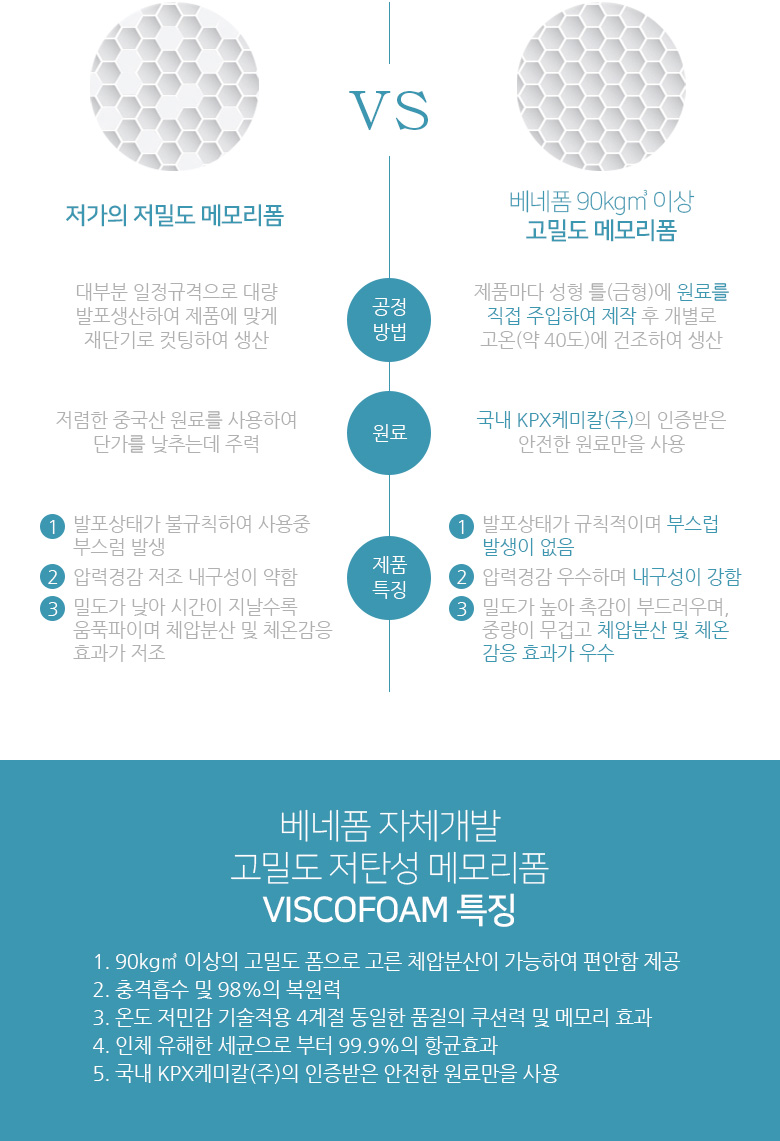 VS
저가의 저밀도 메모리폼
베네폼 90kg㎥ 이상
고밀도 메모리폼
대부분 일정규격으로 대량
발포생산하여 제품에 맞게
재단기로 컷팅하여 생산
공정
방법
제품마다 성형 틀(금형)에 원료를
직접 주입하여 제작 후 개별로
고온(약 40도)에 건조하여 생산
저렴한 중국산 원료를 사용하여
단가를 낮추는데 주력
원료
국내 KPX케미칼(주)의 인증받은
안전한 원료만을 사용
1 발포상태가 불규칙하여 사용중
부스럼 발생
2 압력경감 저조 내구성이 약함
3 밀도가 낮아 시간이 지날수록
움푹파이며 체압분산 및 체온감응
효과가 저조
제품
특징
1 발포상태가 규칙적이며 부스럽
발생이 없음
2 압력경감 우수하며 내구성이 강함
3 밀도가 높아 촉감이 부드러우며,
중량이 무겁고 체압분산 및 체온
감응 효과가 우수
베네폼 자체개발
고밀도 저탄성 메모리폼
VISCOFOAM 특징
1. 90kg㎥ 이상의 고밀도 폼으로 고른 체압분산이 가능하여 편안함 제공
2. 충격흡수 및 98%의 복원력
3. 온도 저민감 기술적용 4계절 동일한 품질의 쿠션력 및 메모리 효과
4. 인체 유해한 세균으로 부터 99.9%의 항균효과
5. 국내 KPX케미칼(주)의 인증받은 안전한 원료만을 사용